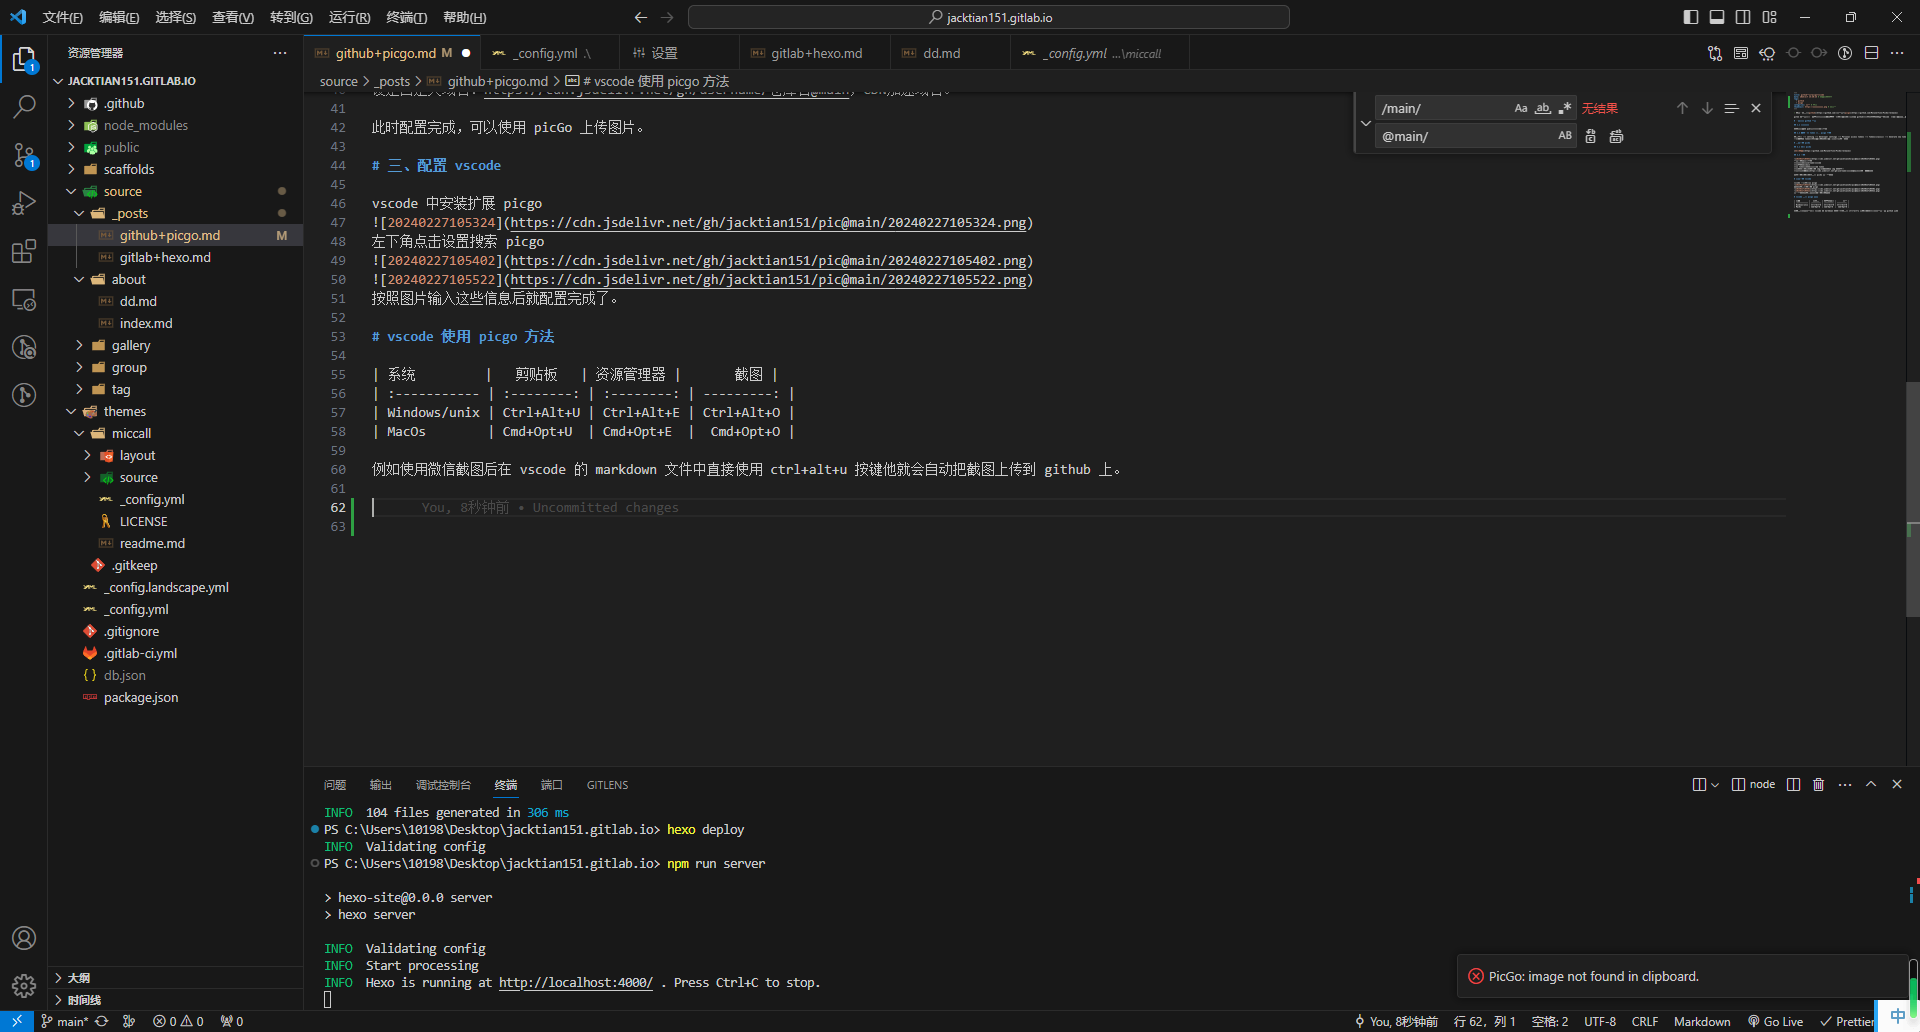 文件(F) 编辑(E) 选择(S) 查看(V) 转到(G) 运行(R) 终端(T) 帮助(H)
jacktian151.gitlab.io
资源管理器
github+picgo.md M
_config.yml .\
设置
gitlab+hexo.md
dd.md
_config.yml ...\miccall
JACKTIAN151.GITLAB.IO
.github
node_modules
public
scaffolds
source
_posts
github+picgo.md M
gitlab+hexo.md
about
dd.md
index.md
gallery
group
tag
themes
miccall
layout
source
_config.yml
LICENSE
readme.md
.gitkeep
_config.landscape.yml
_config.yml
.gitignore
.gitlab-ci.yml
db.json
package.json
大纲
时间线
source > _posts > github+picgo.md > # vscode 使用 picgo 方法
/main/ 无结果
@main/
41
42 此时配置完成，可以使用 picGo 上传图片。
43
44 # 三、配置 vscode
45
46 vscode 中安装扩展 picgo
47 ![20240227105324](https://cdn.jsdelivr.net/gh/jacktian151/pic@main/20240227105324.png)
48 左下角点击设置搜索 picgo
49 ![20240227105402](https://cdn.jsdelivr.net/gh/jacktian151/pic@main/20240227105402.png)
50 ![20240227105522](https://cdn.jsdelivr.net/gh/jacktian151/pic@main/20240227105522.png)
51 按照图片输入这些信息后就配置完成了。
52
53 # vscode 使用 picgo 方法
54
55 | 系统 | 剪贴板 | 资源管理器 | 截图 |
56 | :----------- | :--------: | :--------: | ---------: |
57 | Windows/unix | Ctrl+Alt+U | Ctrl+Alt+E | Ctrl+Alt+O |
58 | MacOs | Cmd+Opt+U | Cmd+Opt+E | Cmd+Opt+O |
59
60 例如使用微信截图后在 vscode 的 markdown 文件中直接使用 ctrl+alt+u 按键他就会自动把截图上传到 github 上。
61
62 You, 8秒钟前 • Uncommitted changes
63
问题 输出 调试控制台 终端 端口 GITLENS
node
INFO 104 files generated in 306 ms
PS C:\Users\10198\Desktop\jacktian151.gitlab.io> hexo deploy
INFO Validating config
PS C:\Users\10198\Desktop\jacktian151.gitlab.io> npm run server
> hexo-site@0.0.0 server
> hexo server
INFO Validating config
INFO Start processing
INFO Hexo is running at http://localhost:4000/ . Press Ctrl+C to stop.
PicGo: image not found in clipboard.
main* 0 0 0
You, 8秒钟前 行 62，列 1 空格: 2 UTF-8 CRLF Markdown Go Live Prettier
中